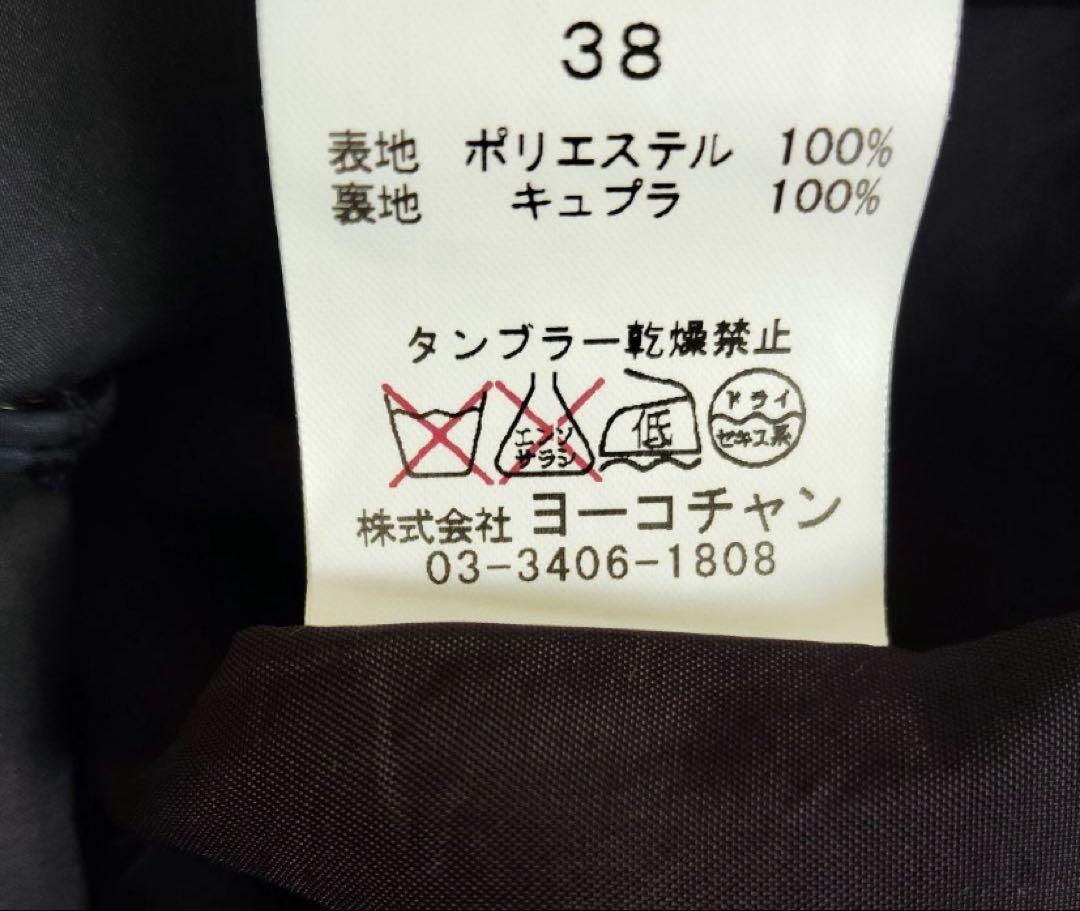 38
表地 ポリエステル 100%
裏地 キュプラ 100%
タンブラー乾燥禁止
エンソ
サラシ
低
ドライ
セキユ系
株式会社 ヨーコチャン
03-3406-1808